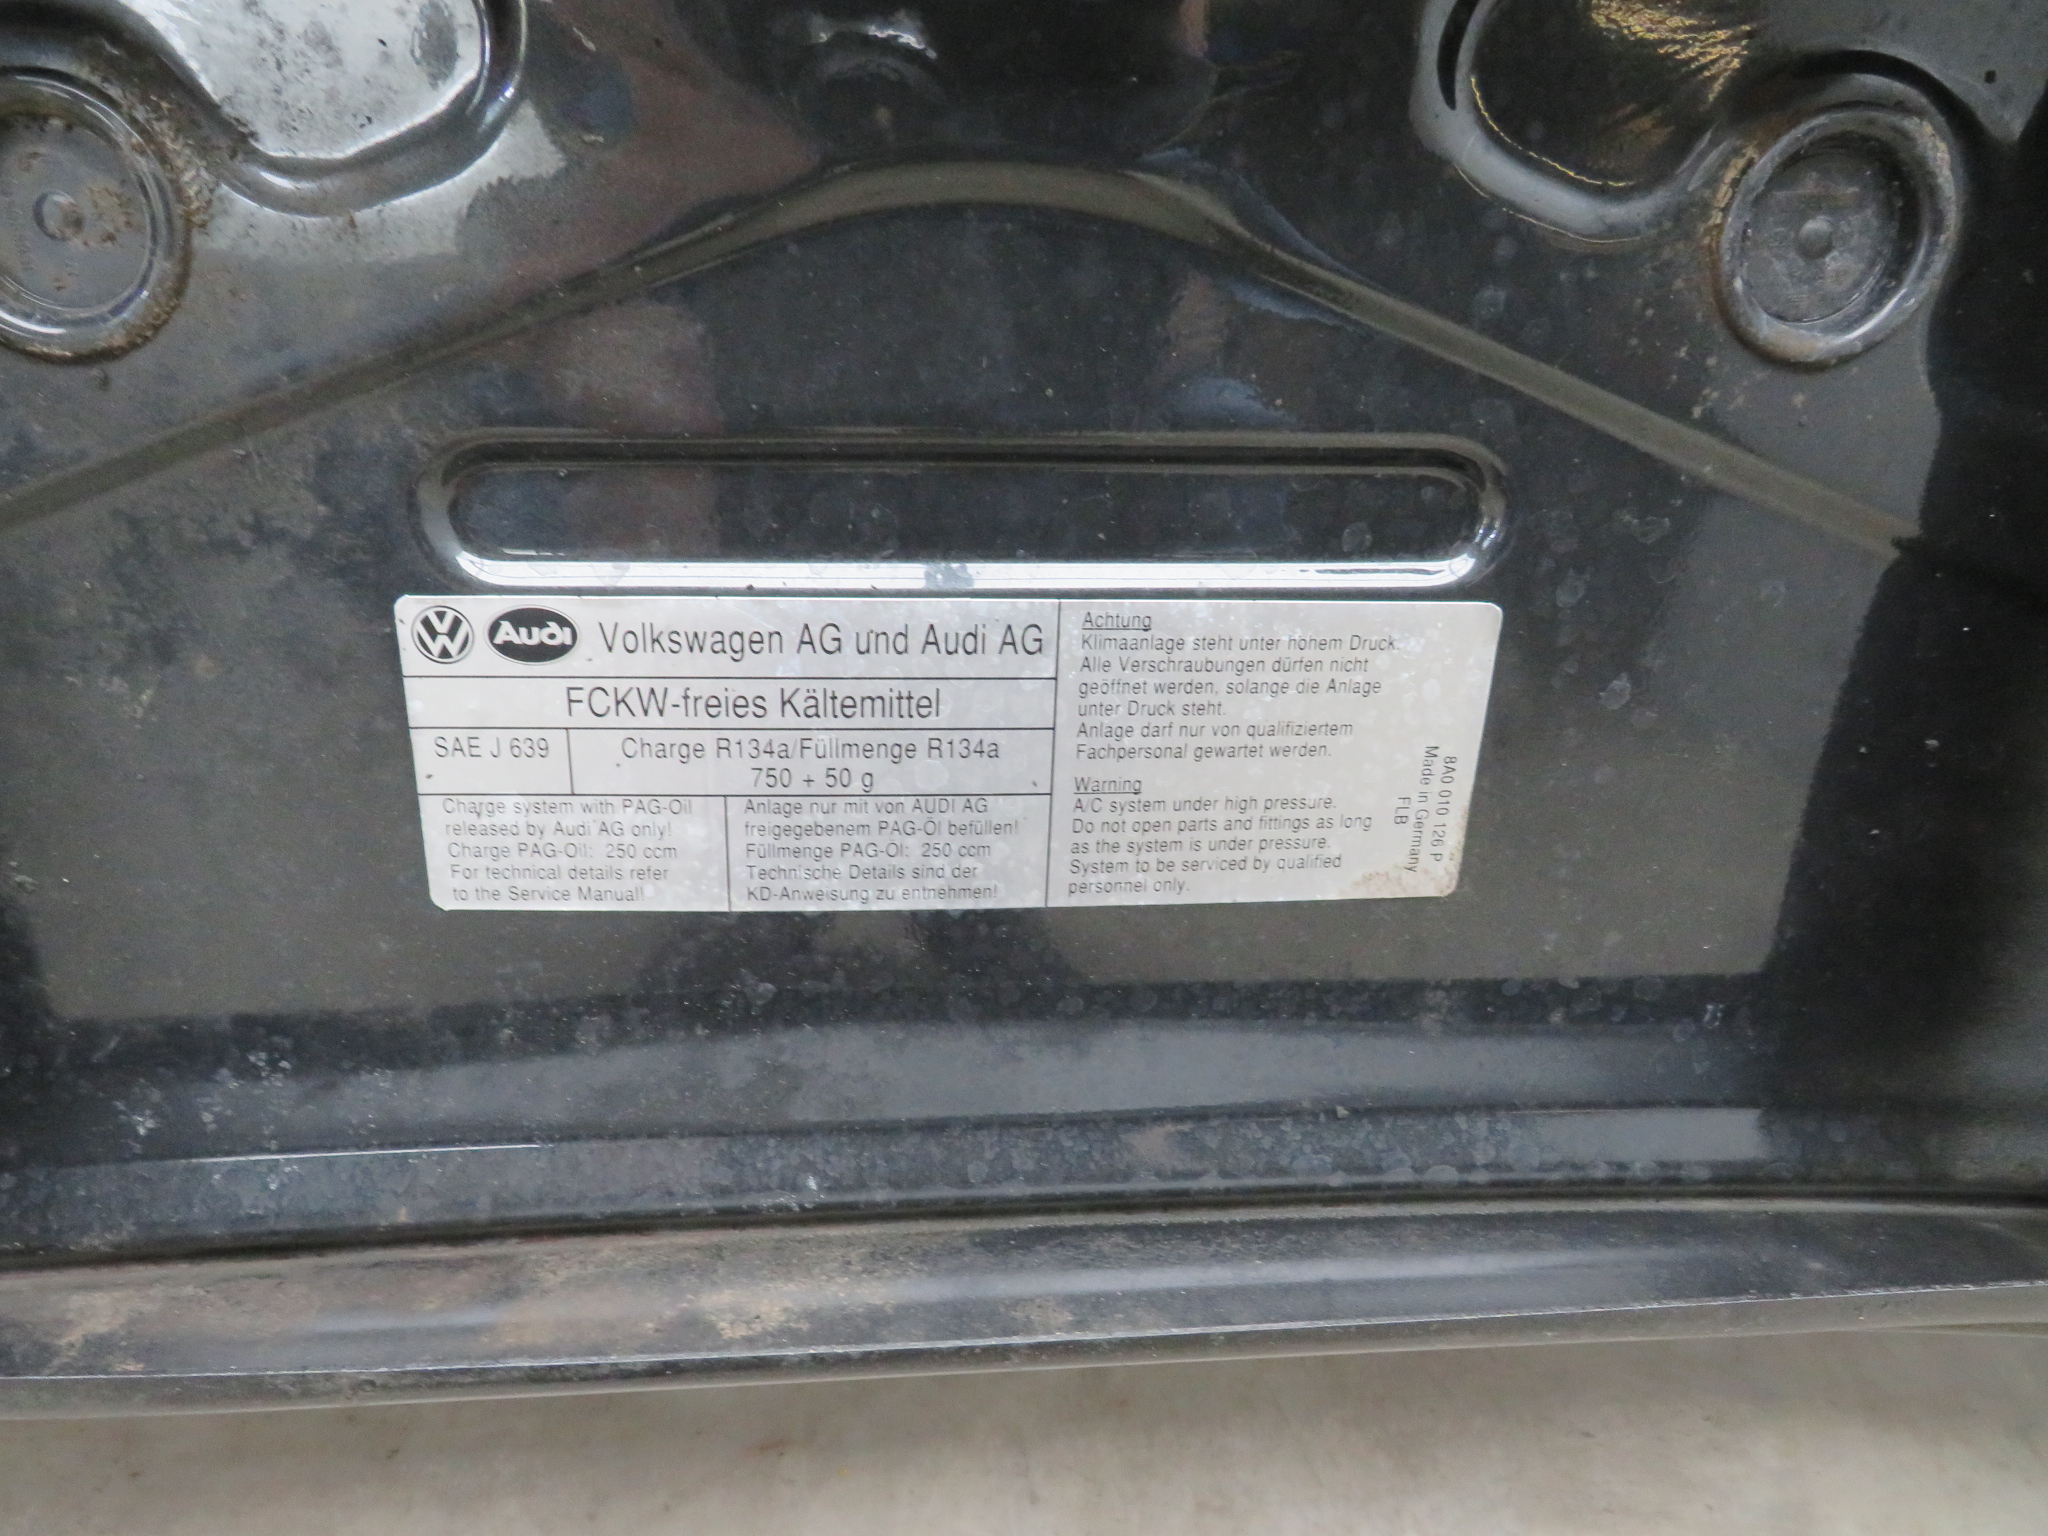 VW Audi Volkswagen AG und Audi AG
FCKW-freies Kältemittel
SAE J 639
Charge R134a/Füllmenge R134a
750 + 50 g
Charge system with PAG-Oil
released by Audi AG only!
Charge PAG-Oil: 250 ccm
For technical details refer
to the Service Manual!
Anlage nur mit von AUDI AG
freigegebenem PAG-Öl befüllen!
Füllmenge PAG-Öl: 250 ccm
Technische Details sind der
KD-Anweisung zu entnehmen!
Achtung
Klimaanlage steht unter hohem Druck.
Alle Verschraubungen dürfen nicht
geöffnet werden, solange die Anlage
unter Druck steht.
Anlage darf nur von qualifiziertem
Fachpersonal gewartet werden.
Warning
A/C system under high pressure.
Do not open parts and fittings as long
as the system is under pressure.
System to be serviced by qualified
personnel only.
8A0 010 126 P
Made in Germany
FLB